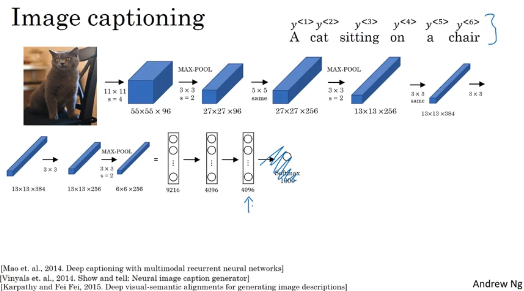 Image captioning
y<1> y<2> y<3> y<4> y<5> y<6>
A cat sitting on a chair
MAX-POOL MAX-POOL
11 × 11 3 × 3 5 × 5 3 × 3 3 × 3 3 × 3
s = 4 s = 2 same s = 2 same
55×55 × 96 27×27 ×96 27×27 ×256 13×13 ×256 13×13 ×384
MAX-POOL
3 × 3 3 × 3 =
s = 2
13×13 ×384 13×13 ×256 6×6 ×256 9216 4096 4096
Softmax
1000
[Mao et. al., 2014. Deep captioning with multimodal recurrent neural networks]
[Vinyals et. al., 2014. Show and tell: Neural image caption generator]
[Karpathy and Fei Fei, 2015. Deep visual-semantic alignments for generating image descriptions]
Andrew Ng